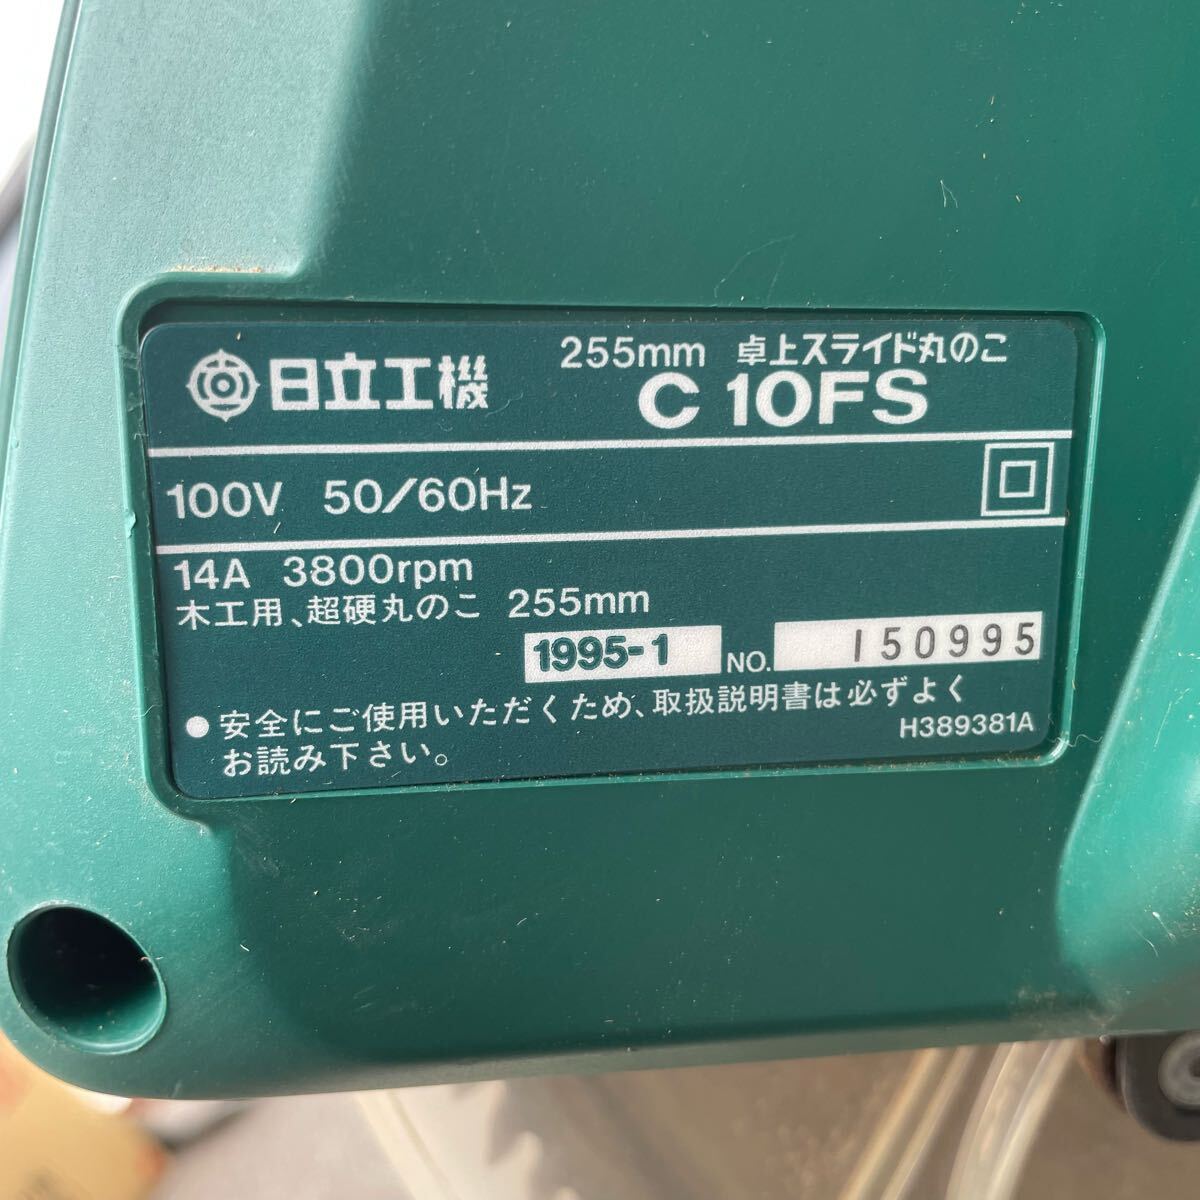 日立工機
255mm 卓上スライド丸のこ
C 10FS
100V 50/60Hz
14A 3800rpm
木工用、超硬丸のこ 255mm
1995-1 NO. 150995
●安全にご使用いただくため、取扱説明書は必ずよく
お読み下さい。
H389381A